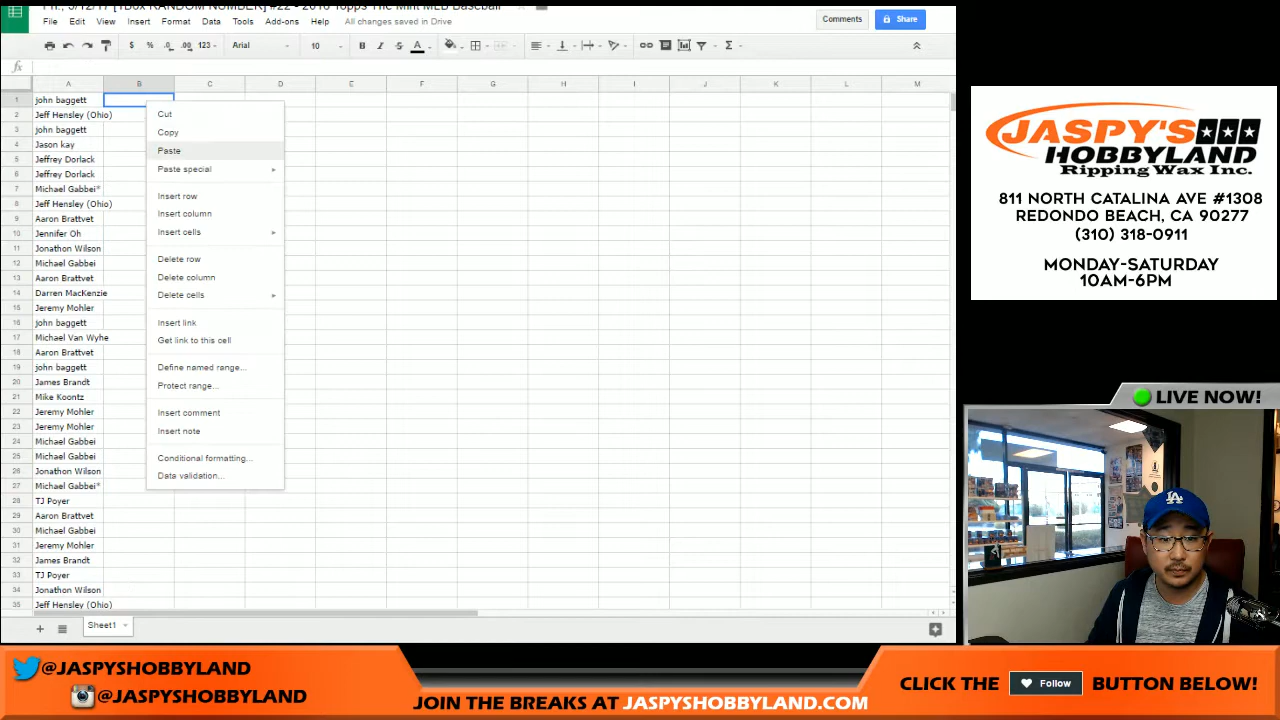 Fri, 5/12/17 [1Box RANDOM NUMBER] #22 - 2016 Topps The Mint MLB Baseball
File Edit View Insert Format Data Tools Add-ons Help All changes saved in Drive
Comments
Share
$ % .0 .00 123 Arial 10 B I S A Σ
fx
A B C D E F G H I J K L M
1 john baggett
2 Jeff Hensley (Ohio)
3 john baggett
4 Jason kay
5 Jeffrey Dorlack
6 Jeffrey Dorlack
7 Michael Gabbei*
8 Jeff Hensley (Ohio)
9 Aaron Brattvet
10 Jennifer Oh
11 Jonathon Wilson
12 Michael Gabbei
13 Aaron Brattvet
14 Darren MacKenzie
15 Jeremy Mohler
16 john baggett
17 Michael Van Wyhe
18 Aaron Brattvet
19 john baggett
20 James Brandt
21 Mike Koontz
22 Jeremy Mohler
23 Jeremy Mohler
24 Michael Gabbei
25 Michael Gabbei
26 Jonathon Wilson
27 Michael Gabbei*
28 TJ Poyer
29 Aaron Brattvet
30 Michael Gabbei
31 Jeremy Mohler
32 James Brandt
33 TJ Poyer
34 Jonathon Wilson
35 Jeff Hensley (Ohio)
Cut
Copy
Paste
Paste special
Insert row
Insert column
Insert cells
Delete row
Delete column
Delete cells
Insert link
Get link to this cell
Define named range...
Protect range...
Insert comment
Insert note
Conditional formatting...
Data validation...
Sheet1
JASPY'S
HOBBYLAND
Ripping Wax Inc.
811 NORTH CATALINA AVE #1308
REDONDO BEACH, CA 90277
(310) 318-0911
MONDAY-SATURDAY
10AM-6PM
LIVE NOW!
LA
@JASPYSHOBBYLAND
@JASPYSHOBBYLAND
JOIN THE BREAKS AT JASPYSHOBBYLAND.COM
CLICK THE Follow BUTTON BELOW!